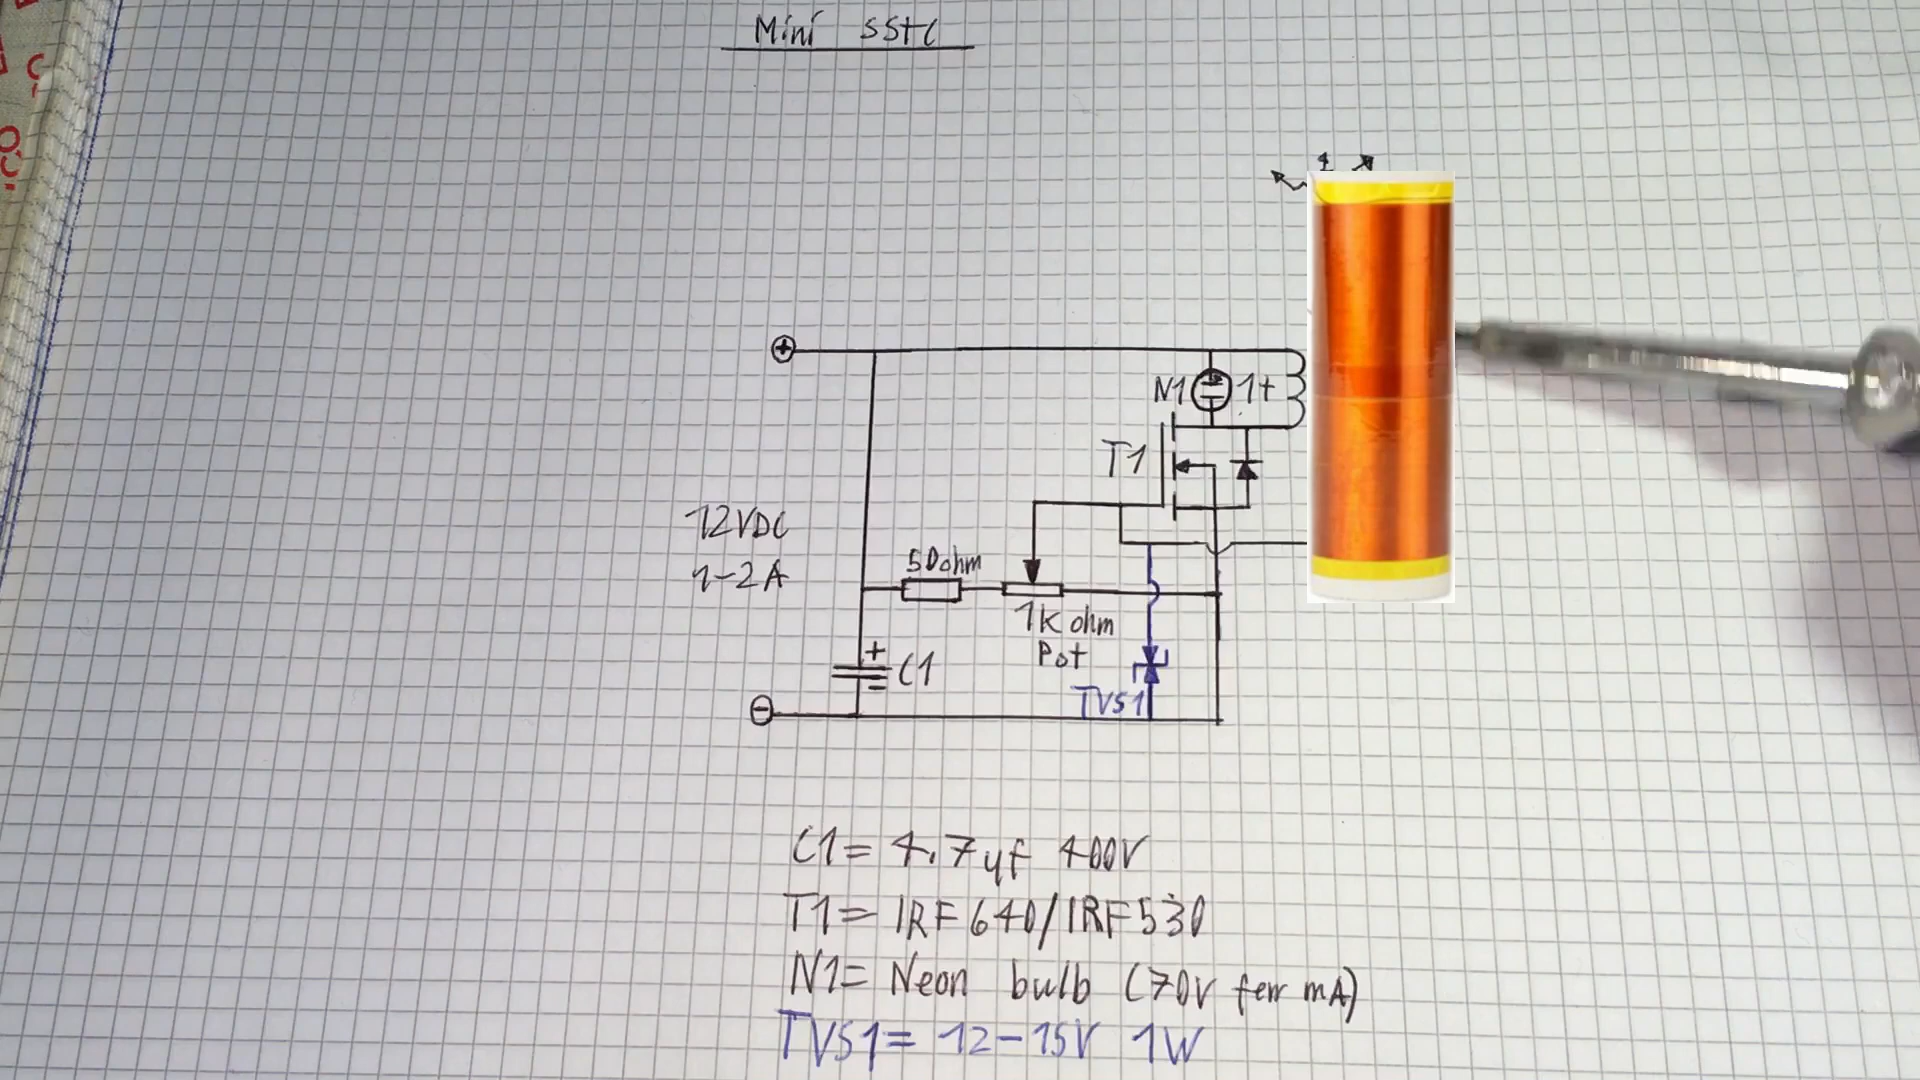 Mini SSTC
N1 1t
T1
12VDC
1-2A
50ohm
1k ohm
Pot
+ C1
TVS1
C1= 4.7uf 400V
T1= IRF640/IRF530
N1= Neon bulb (70V few mA)
TVS1= 12-15V 1W